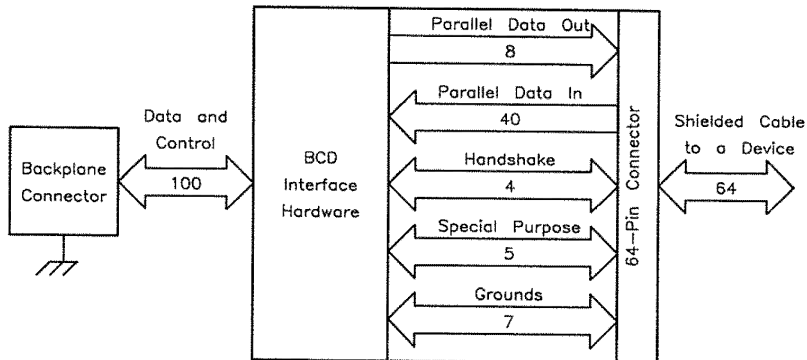 Parallel Data Out
8
Parallel Data In
40
Data and
Control
100
Backplane
Connector
BCD
Interface
Hardware
Handshake
4
Special Purpose
5
Grounds
7
64-Pin Connector
Shielded Cable
to a Device
64